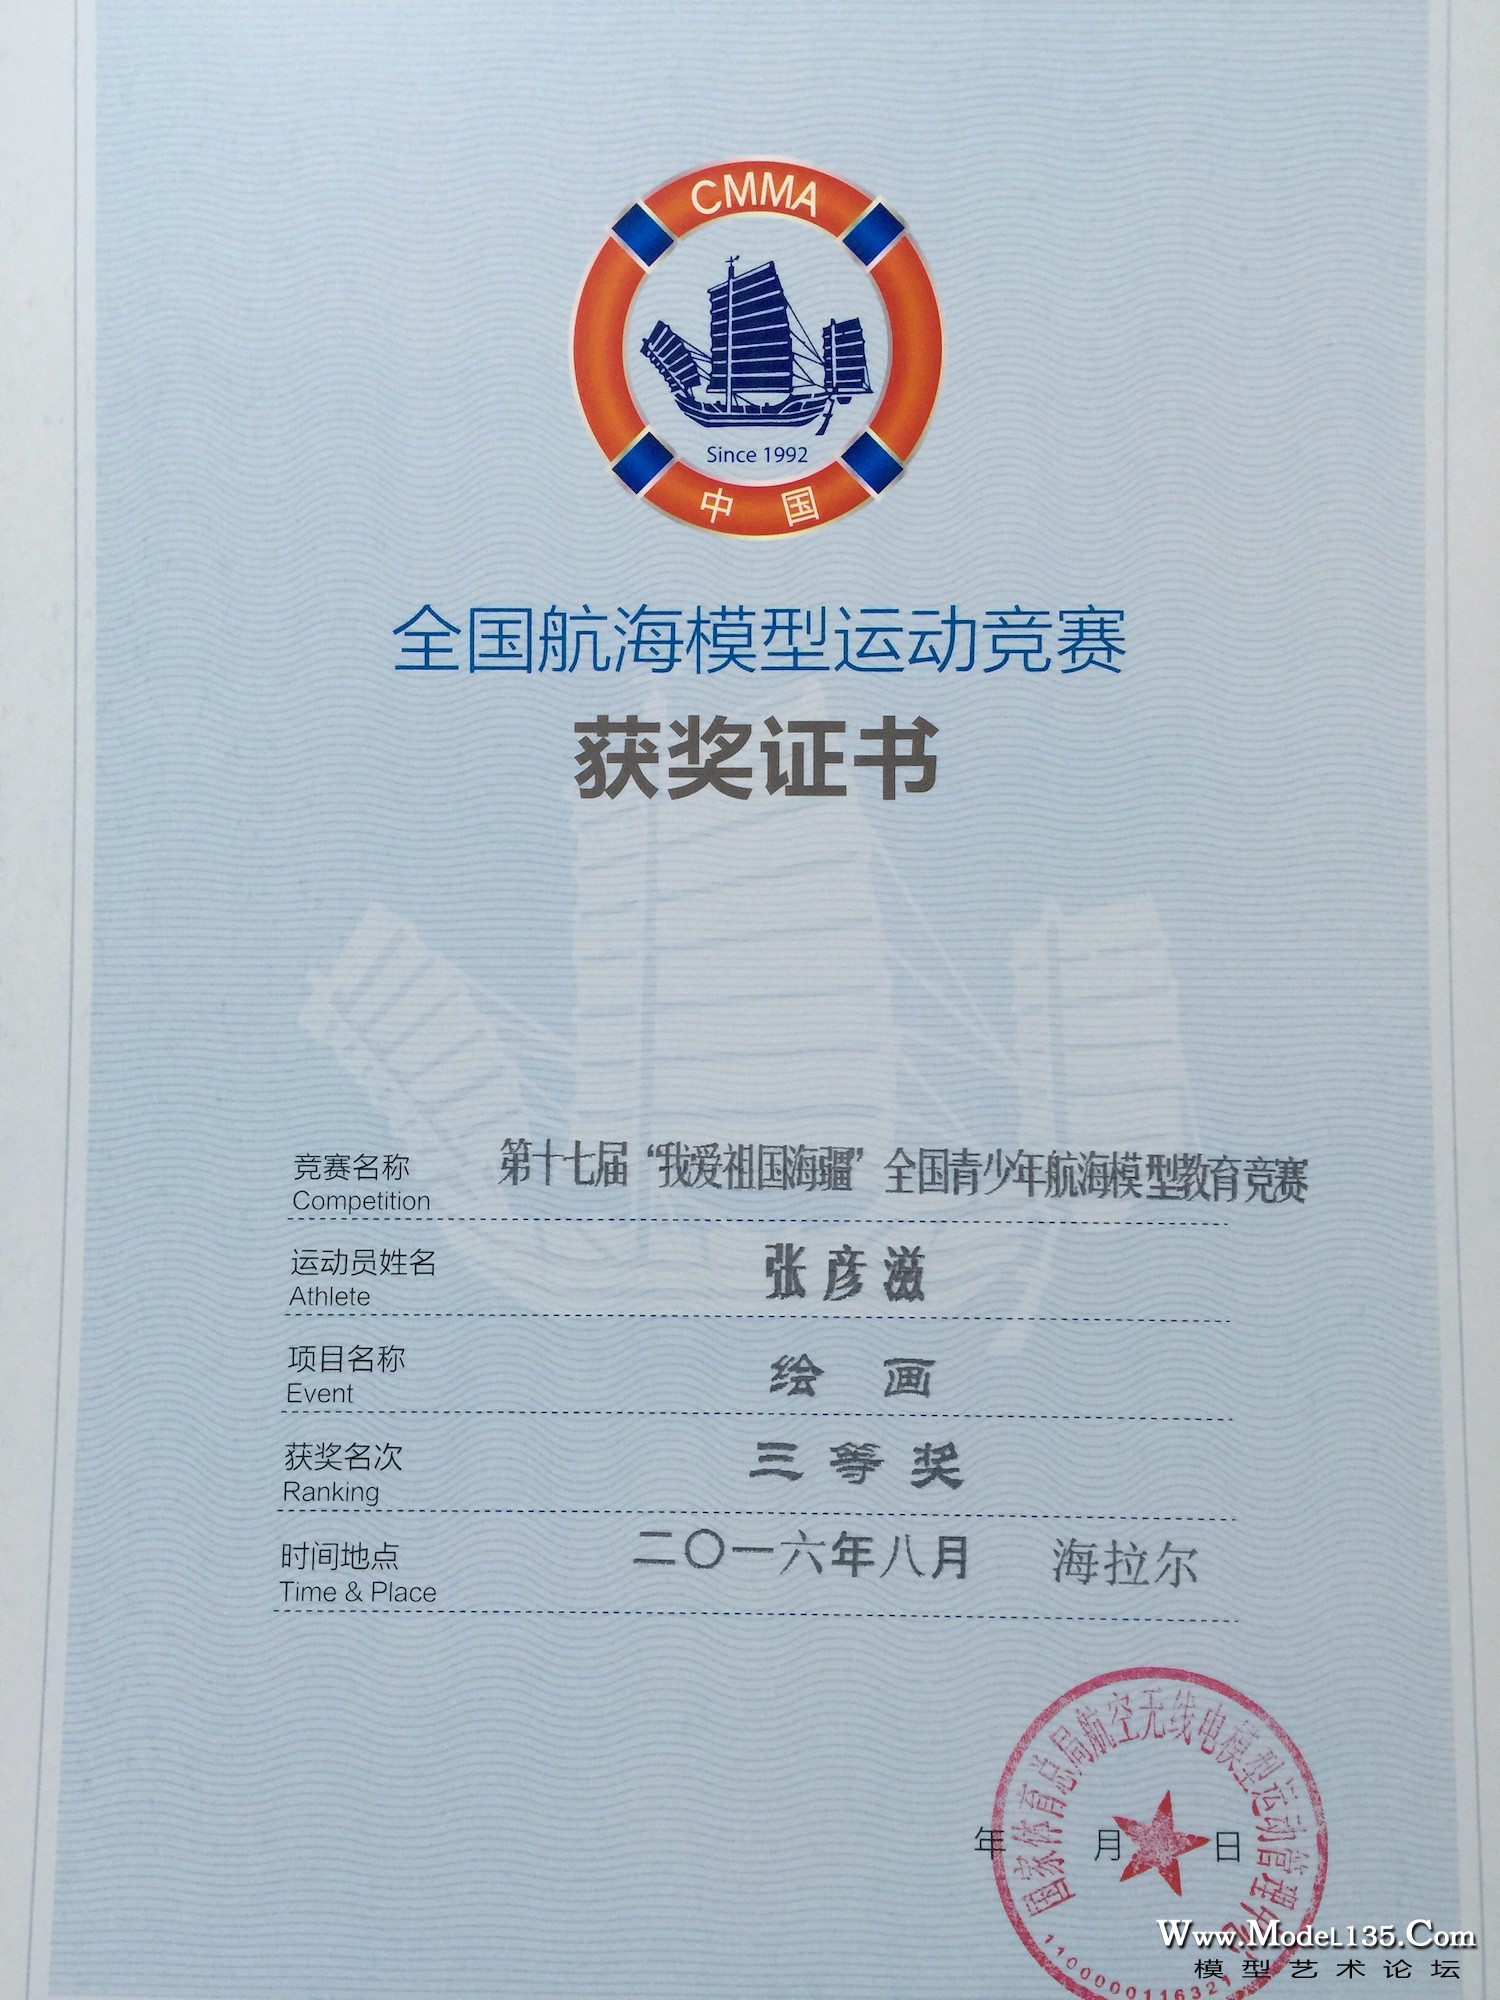 CMMA
Since 1992
中 国
全国航海模型运动竞赛
获奖证书
竞赛名称 第十七届“我爱祖国海疆”全国青少年航海模型教育竞赛
Competition
运动员姓名 张彦滋
Athlete
项目名称 绘 画
Event
获奖名次 三等奖
Ranking
时间地点 二〇一六年八月 海拉尔
Time & Place
国家体育总局航空无线电模型运动管理中心
年 月 日
1100000116327
Www.Model135.Com
模型艺术论坛